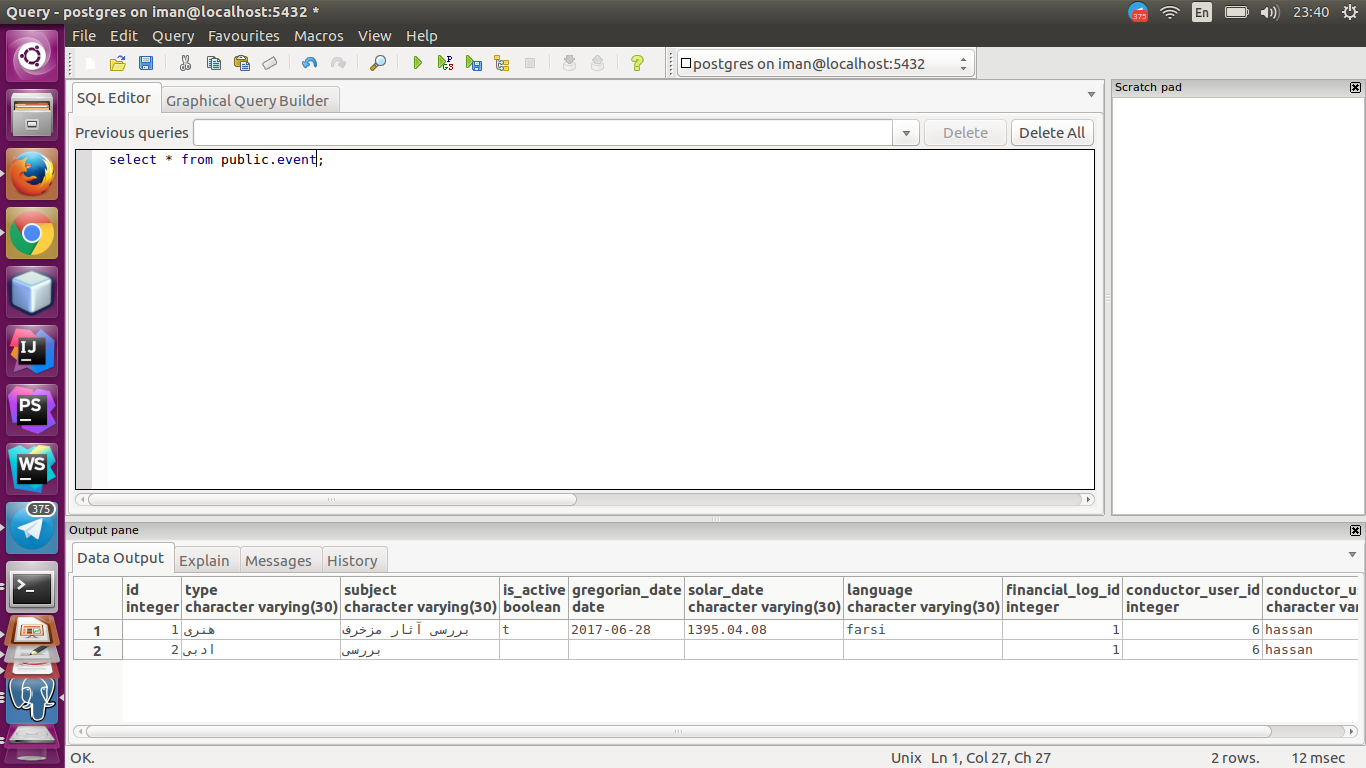 Query - postgres on iman@localhost:5432 *
375
En
23:40
File Edit Query Favourites Macros View Help
postgres on iman@localhost:5432
SQL Editor
Graphical Query Builder
Scratch pad
Previous queries
Delete
Delete All
select * from public.event;
IJ
PS
WS
375
Output pane
Data Output Explain Messages History
id type subject is_active gregorian_date solar_date language financial_log_id conductor_user_id conductor_u
integer character varying(30) character varying(30) boolean date character varying(30) character varying(30) integer integer character var
1 1 هنری بررسی آثار مزخرف t 2017-06-28 1395.04.08 farsi 1 6 hassan
2 2 ادبی بررسی 1 6 hassan
OK.
Unix Ln 1, Col 27, Ch 27
2 rows.
12 msec